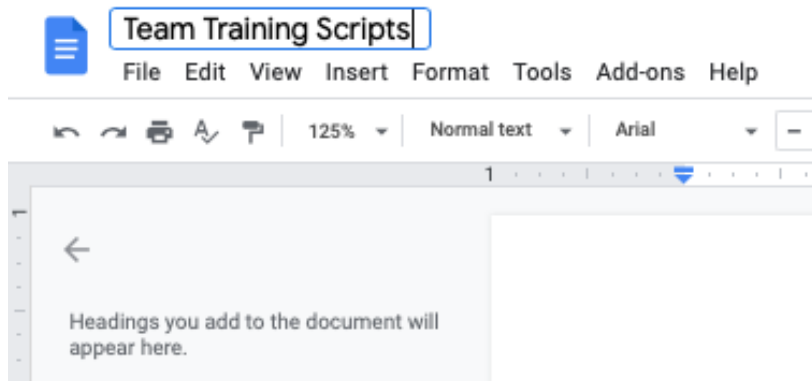 Team Training Scripts
File Edit View Insert Format Tools Add-ons Help
125% Normal text Arial
1
1
Headings you add to the document will
appear here.